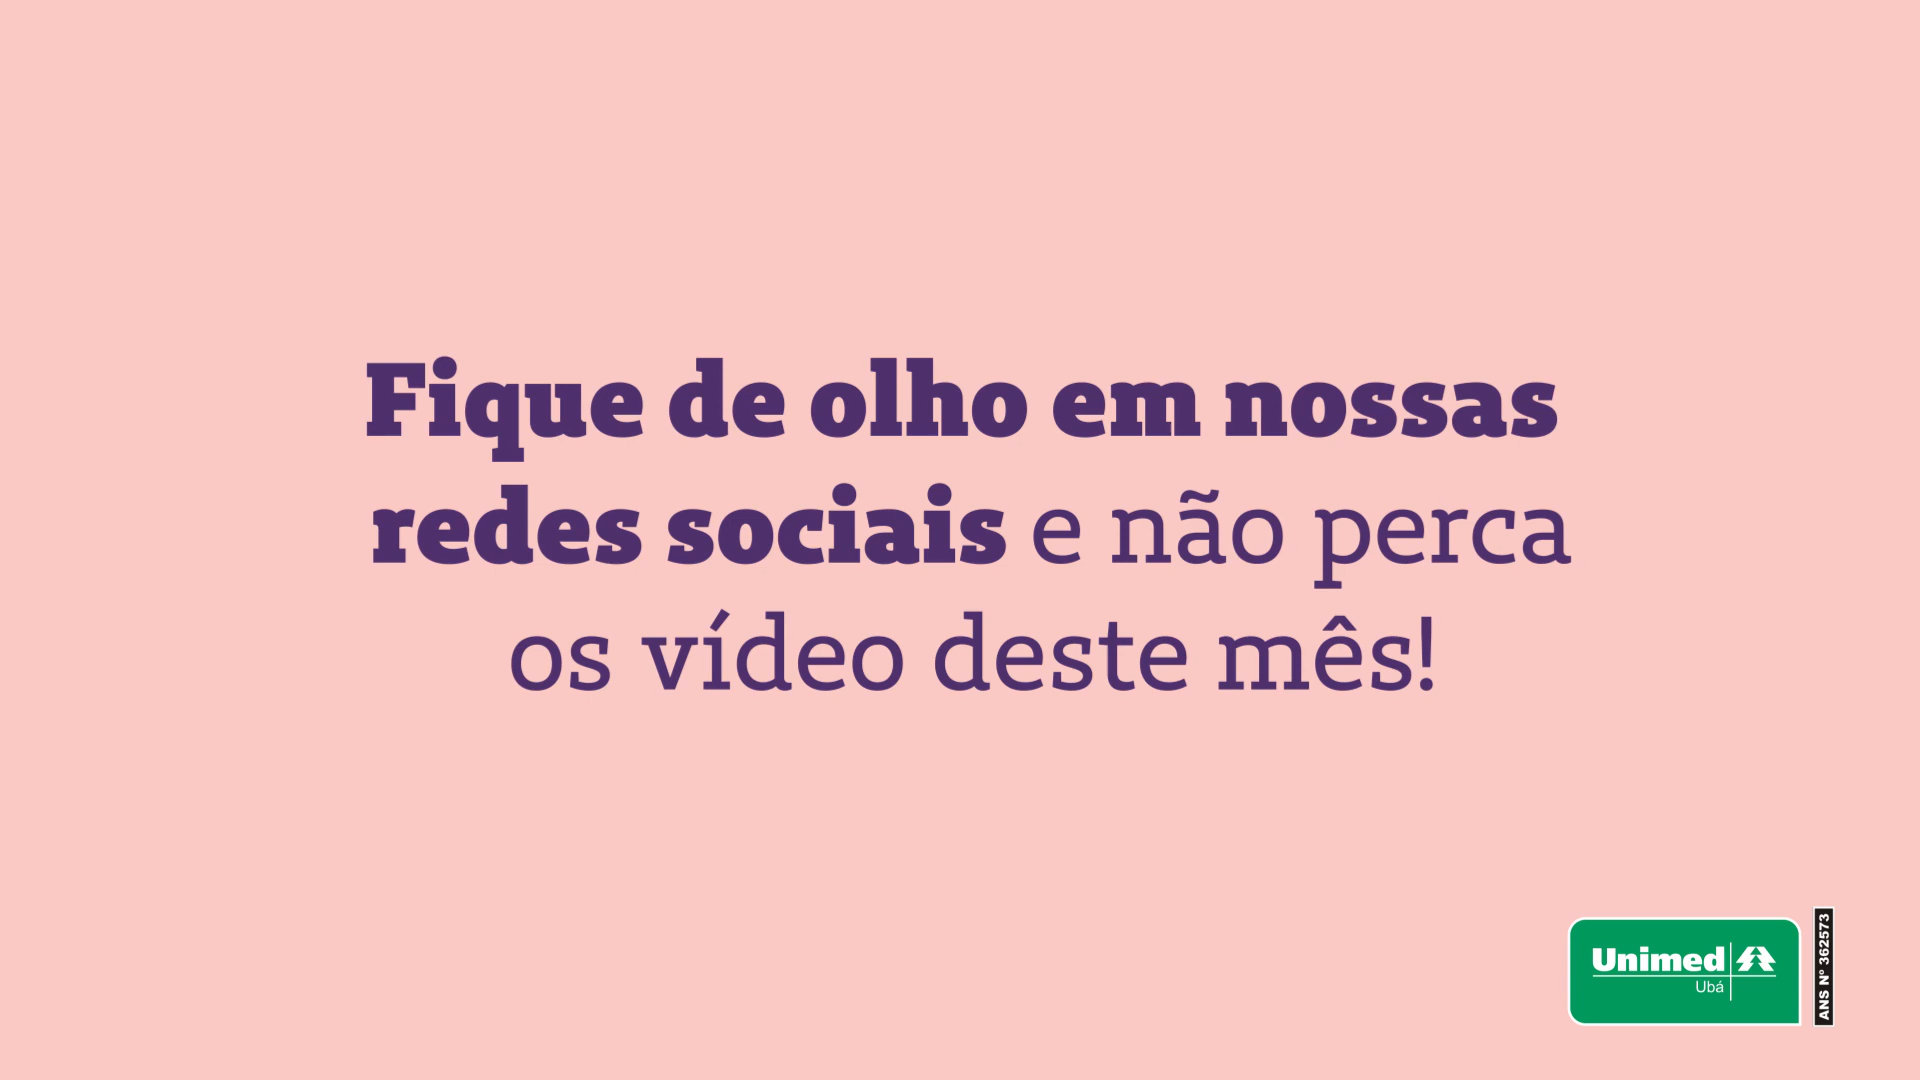 Fique de olho em nossas
redes sociais e não perca
os vídeo deste mês!
Unimed
Ubá
ANS Nº 362573